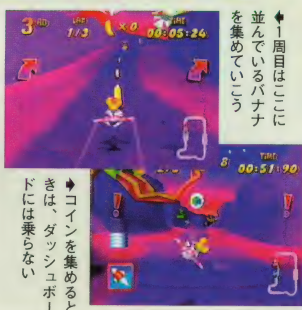 ←1周目はここに
並んでいるバナナ
を集めていこう
3RD
LAP:
1/3
×0
TIME:
00:05:24
8
TIME:
00:51:90
→コインを集めると
きは、ダッシュボー
ドには乗らない